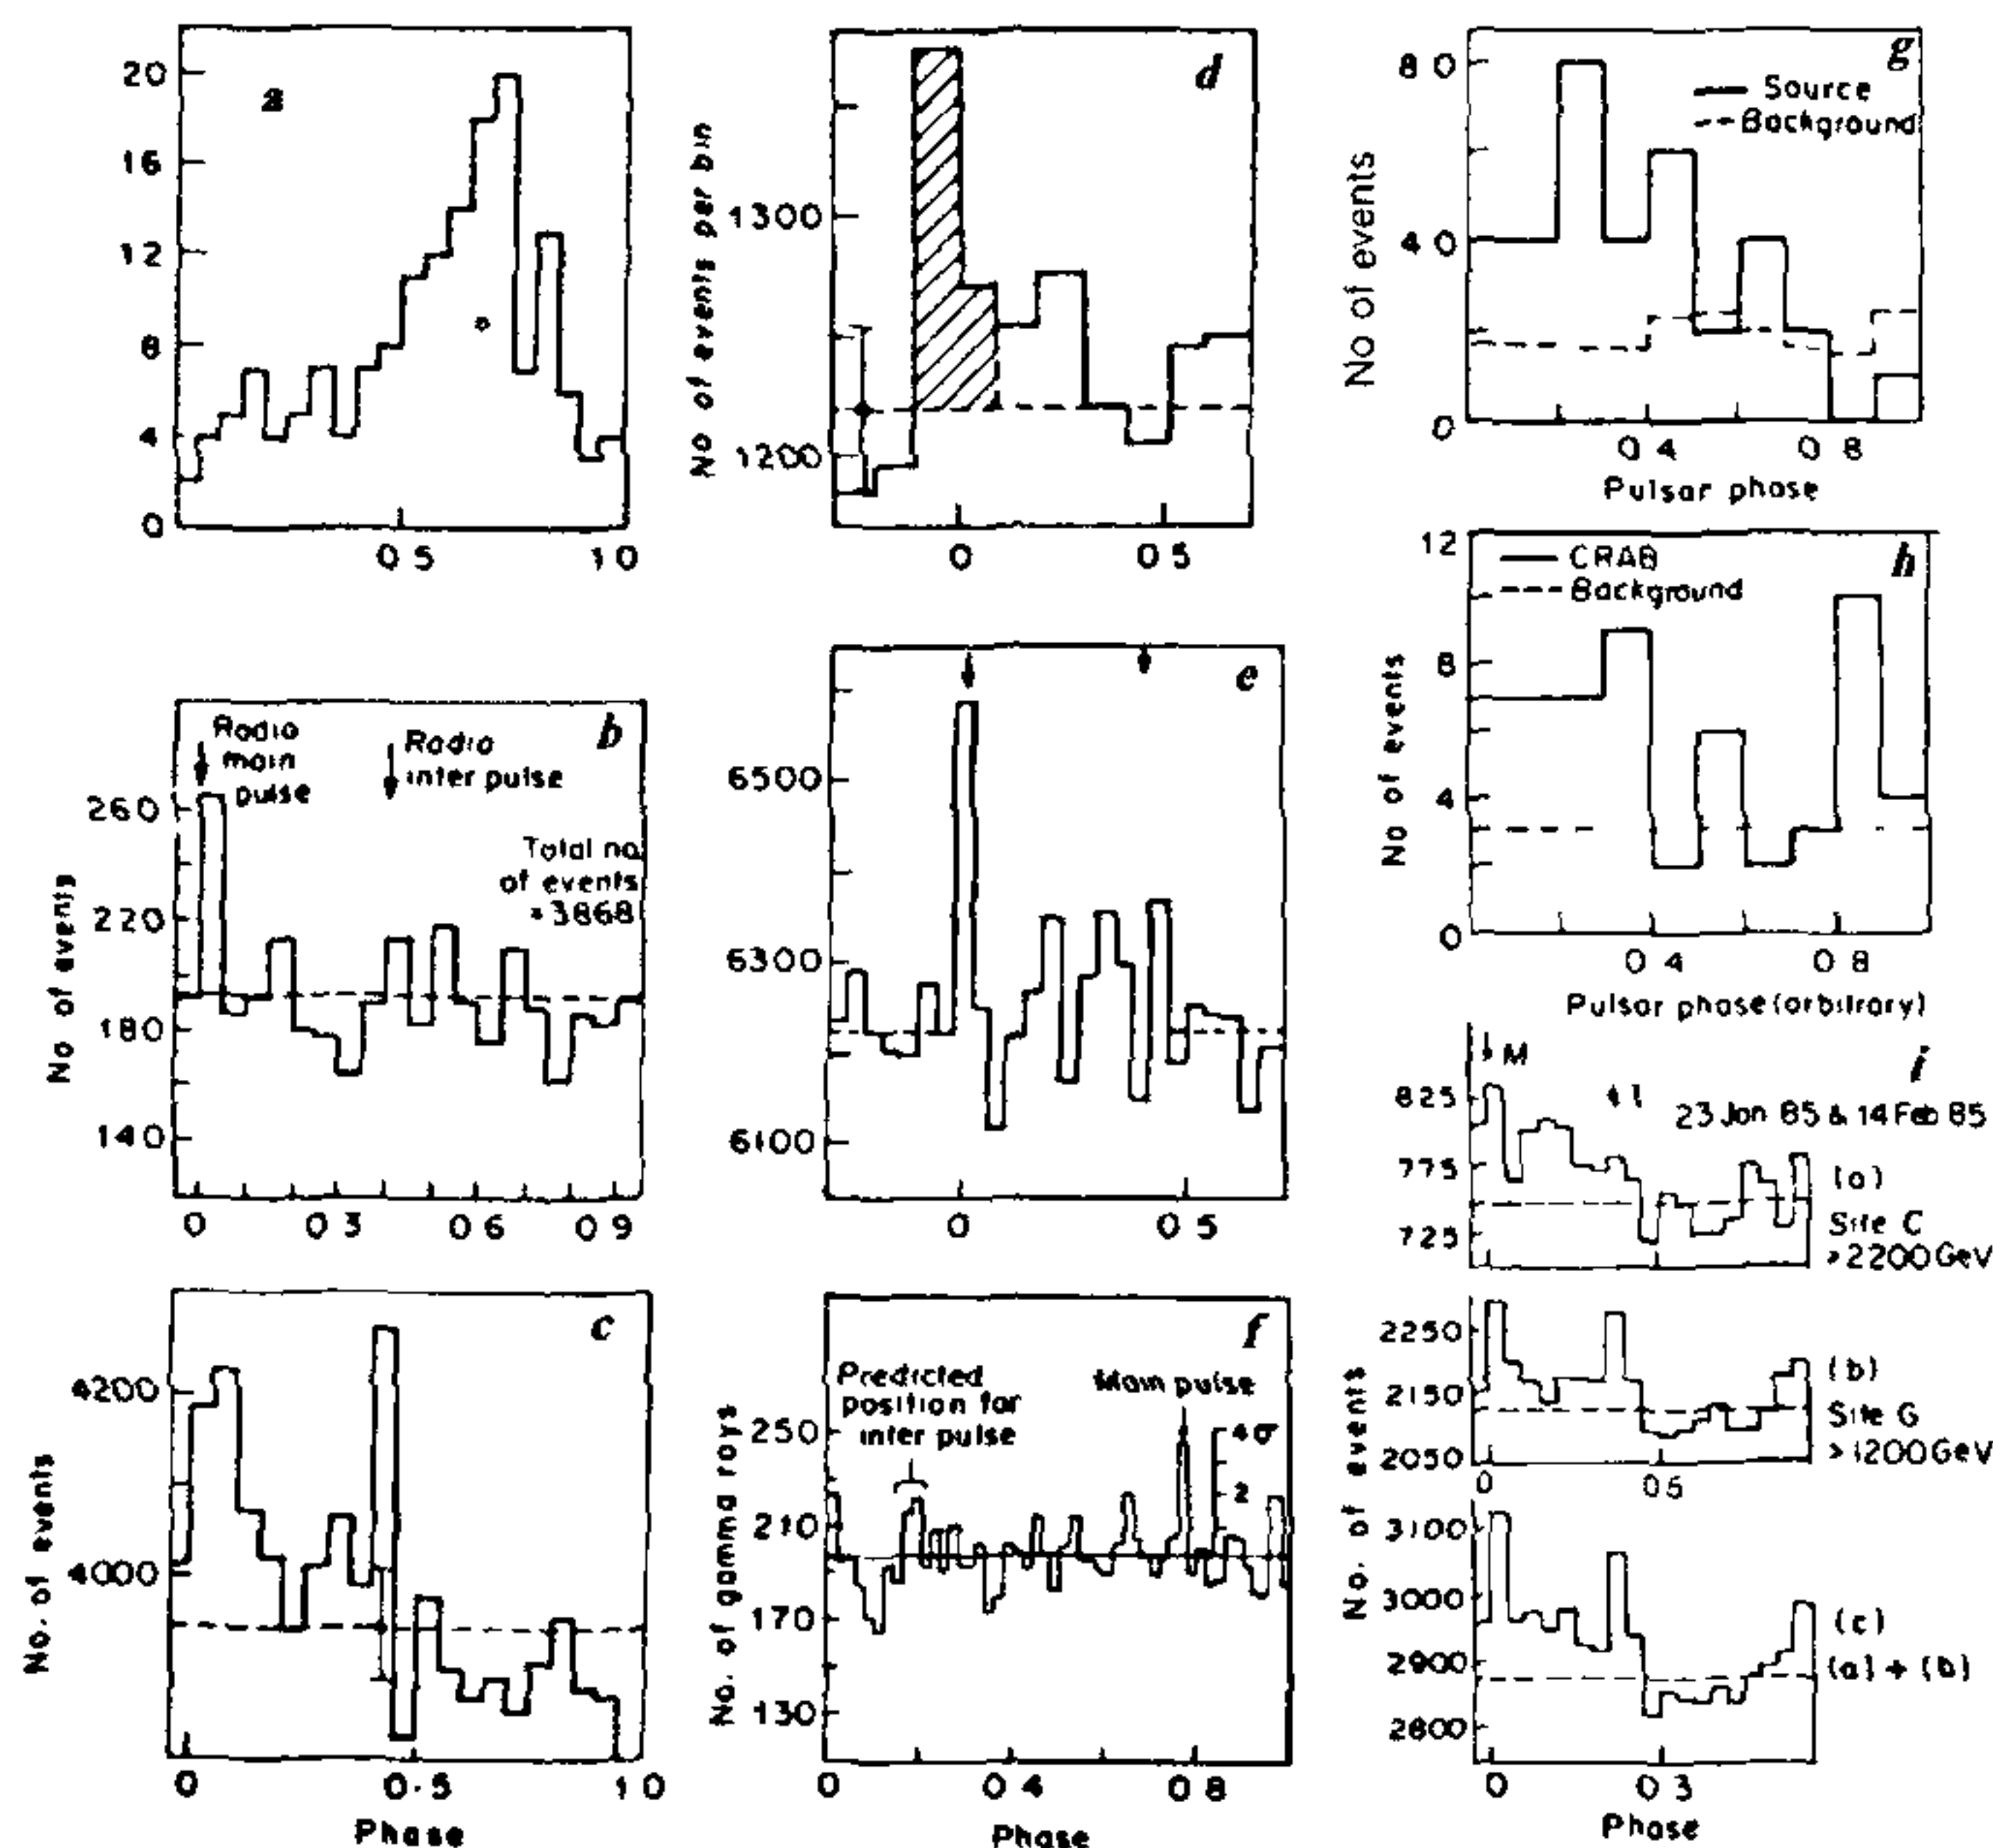 a
20
16
12
8
4
0
0 5
1 0
b
Radio
main
pulse
Radio
inter pulse
Total no
of events
= 3868
No of events
260
220
180
140
0
0 3
0 6
0 9
c
No. of events
4200
4000
0
0.5
1 0
Phase
d
No of events per bin
1300
1200
0
0 5
e
6500
6300
6100
0
0 5
f
Predicted
position for
inter pulse
Main pulse
4σ
2
No. of gamma rays
250
210
170
130
0
0 4
0 8
Phase
g
Source
Background
No of events
8 0
4 0
0
0 4
0 8
Pulsar phase
h
CRAB
Background
No of events
12
8
4
0
0 4
0 8
Pulsar phase (arbitrary)
i
M
I
23 Jan 85 & 14 Feb 85
825
775
725
(a)
Site C
>2200 GeV
2250
2150
2050
(b)
Site G
>1200 GeV
0
0 5
No. of events
3100
3000
2900
2800
(c)
(a) + (b)
0
0 3
Phase